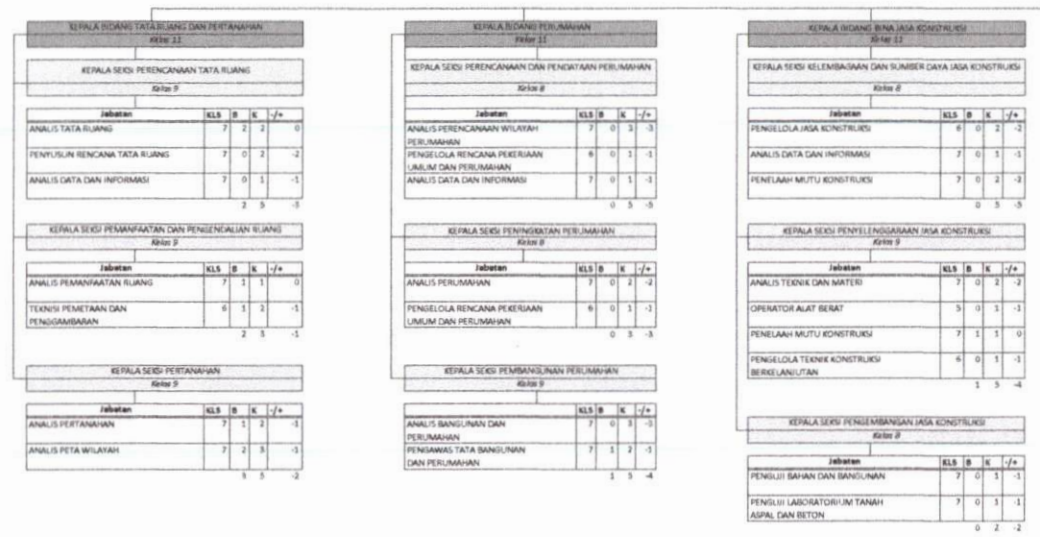 KEPALA BIDANG TATA RUANG DAN PERTANAHAN
Kelas 11
KEPALA SEKSI PERENCANAAN TATA RUANG
Kelas 9
Jabatan KLS B K -/+
ANALIS TATA RUANG 7 2 2 0
PENYUSUN RENCANA TATA RUANG 7 0 2 -2
ANALIS DATA DAN INFORMASI 7 0 1 -1
2 5 -3
KEPALA SEKSI PEMANFAATAN DAN PENGENDALIAN RUANG
Kelas 9
Jabatan KLS B K -/+
ANALIS PEMANFAATAN RUANG 7 1 1 0
TEKNISI PEMETAAN DAN 6 1 2 -1
PENGGAMBARAN
2 3 -1
KEPALA SEKSI PERTANAHAN
Kelas 9
Jabatan KLS B K -/+
ANALIS PERTANAHAN 7 1 2 -1
ANALIS PETA WILAYAH 7 2 3 -1
3 5 -2
KEPALA BIDANG PERUMAHAN
Kelas 11
KEPALA SEKSI PERENCANAAN DAN PENDATAAN PERUMAHAN
Kelas 8
Jabatan KLS B K -/+
ANALIS PERENCANAAN WILAYAH 7 0 3 -3
PERUMAHAN
PENGELOLA RENCANA PEKERJAAN 6 0 1 -1
UMUM DAN PERUMAHAN
ANALIS DATA DAN INFORMASI 7 0 1 -1
0 5 -5
KEPALA SEKSI PENINGKATAN PERUMAHAN
Kelas 8
Jabatan KLS B K -/+
ANALIS PERUMAHAN 7 0 2 -2
PENGELOLA RENCANA PEKERJAAN 6 0 1 -1
UMUM DAN PERUMAHAN
0 3 -3
KEPALA SEKSI PEMBANGUNAN PERUMAHAN
Kelas 9
Jabatan KLS B K -/+
ANALIS BANGUNAN DAN 7 0 3 -3
PERUMAHAN
PENGAWAS TATA BANGUNAN 7 1 2 -1
DAN PERUMAHAN
1 5 -4
KEPALA BIDANG BINA JASA KONSTRUKSI
Kelas 11
KEPALA SEKSI KELEMBAGAAN DAN SUMBER DAYA JASA KONSTRUKSI
Kelas 8
Jabatan KLS B K -/+
PENGELOLA JASA KONSTRUKSI 6 0 2 -2
ANALIS DATA DAN INFORMASI 7 0 1 -1
PENELAAH MUTU KONSTRUKSI 7 0 2 -2
0 5 -5
KEPALA SEKSI PENYELENGGARAAN JASA KONSTRUKSI
Kelas 9
Jabatan KLS B K -/+
ANALIS TEKNIK DAN MATERI 7 0 2 -2
OPERATOR ALAT BERAT 5 0 1 -1
PENELAAH MUTU KONSTRUKSI 7 1 1 0
PENGELOLA TEKNIK KONSTRUKSI 6 0 1 -1
BERKELANJUTAN
1 5 -4
KEPALA SEKSI PENGEMBANGAN JASA KONSTRUKSI
Kelas 8
Jabatan KLS B K -/+
PENGUJI BAHAN DAN BANGUNAN 7 0 1 -1
PENGUJI LABORATORIUM TANAH 7 0 1 -1
ASPAL DAN BETON
0 2 -2